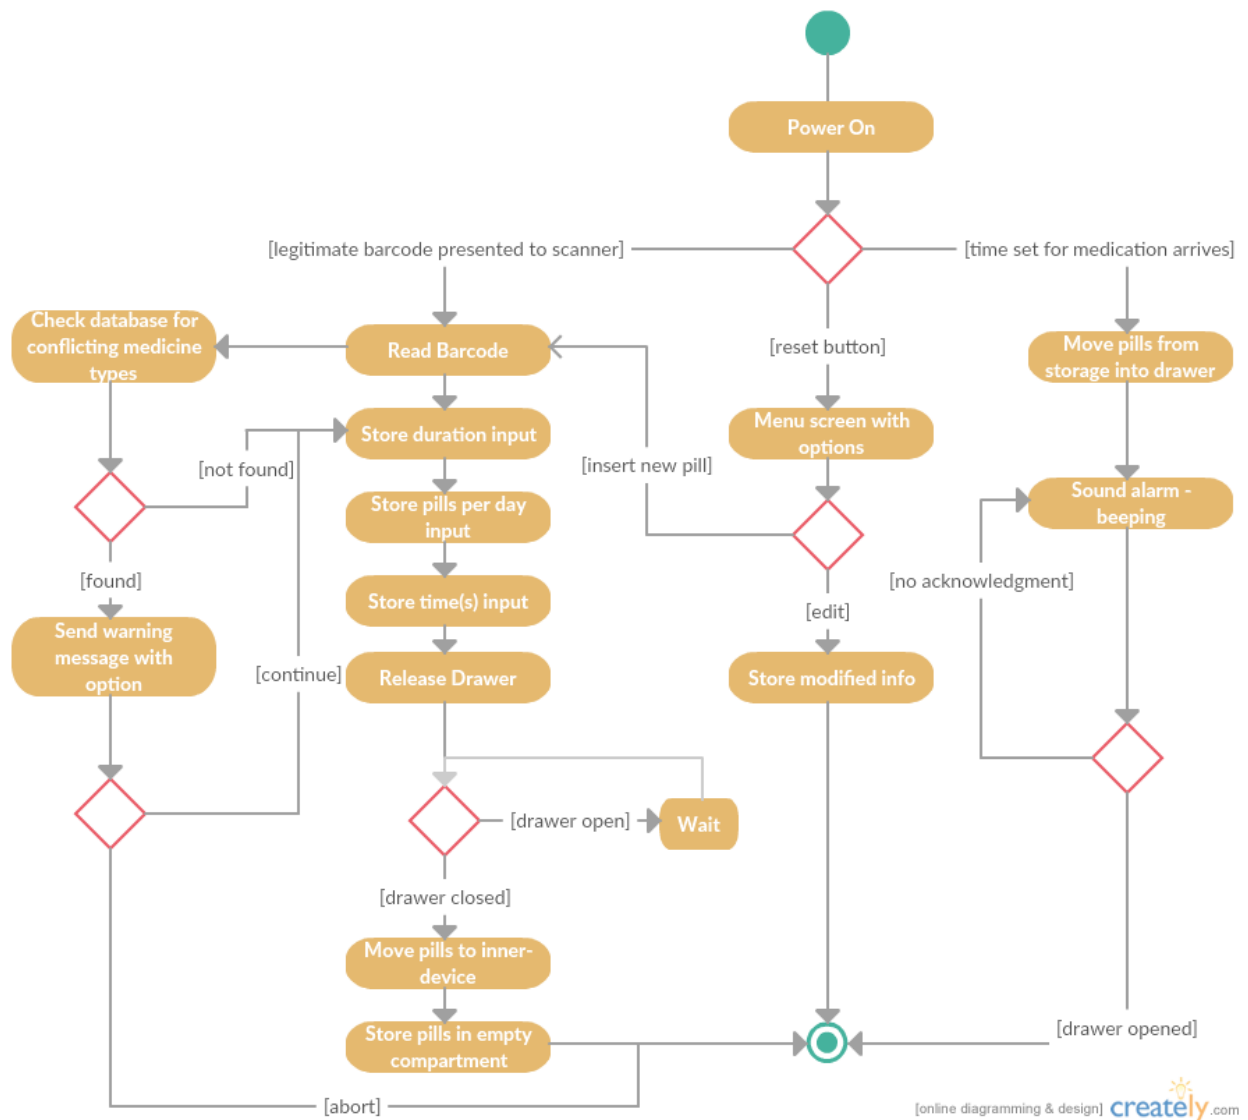 Power On
[legitimate barcode presented to scanner]
[time set for medication arrives]
Check database for
conflicting medicine
types
Read Barcode
[reset button]
Move pills from
storage into drawer
Store duration input
Menu screen with
options
[not found]
[insert new pill]
Store pills per day
input
Sound alarm -
beeping
[found]
[no acknowledgment]
Store time(s) input
[edit]
Send warning
message with
option
[continue]
Release Drawer
Store modified info
[drawer open]
Wait
[drawer closed]
Move pills to inner-
device
Store pills in empty
compartment
[drawer opened]
[abort]
[online diagramming & design] creately.com